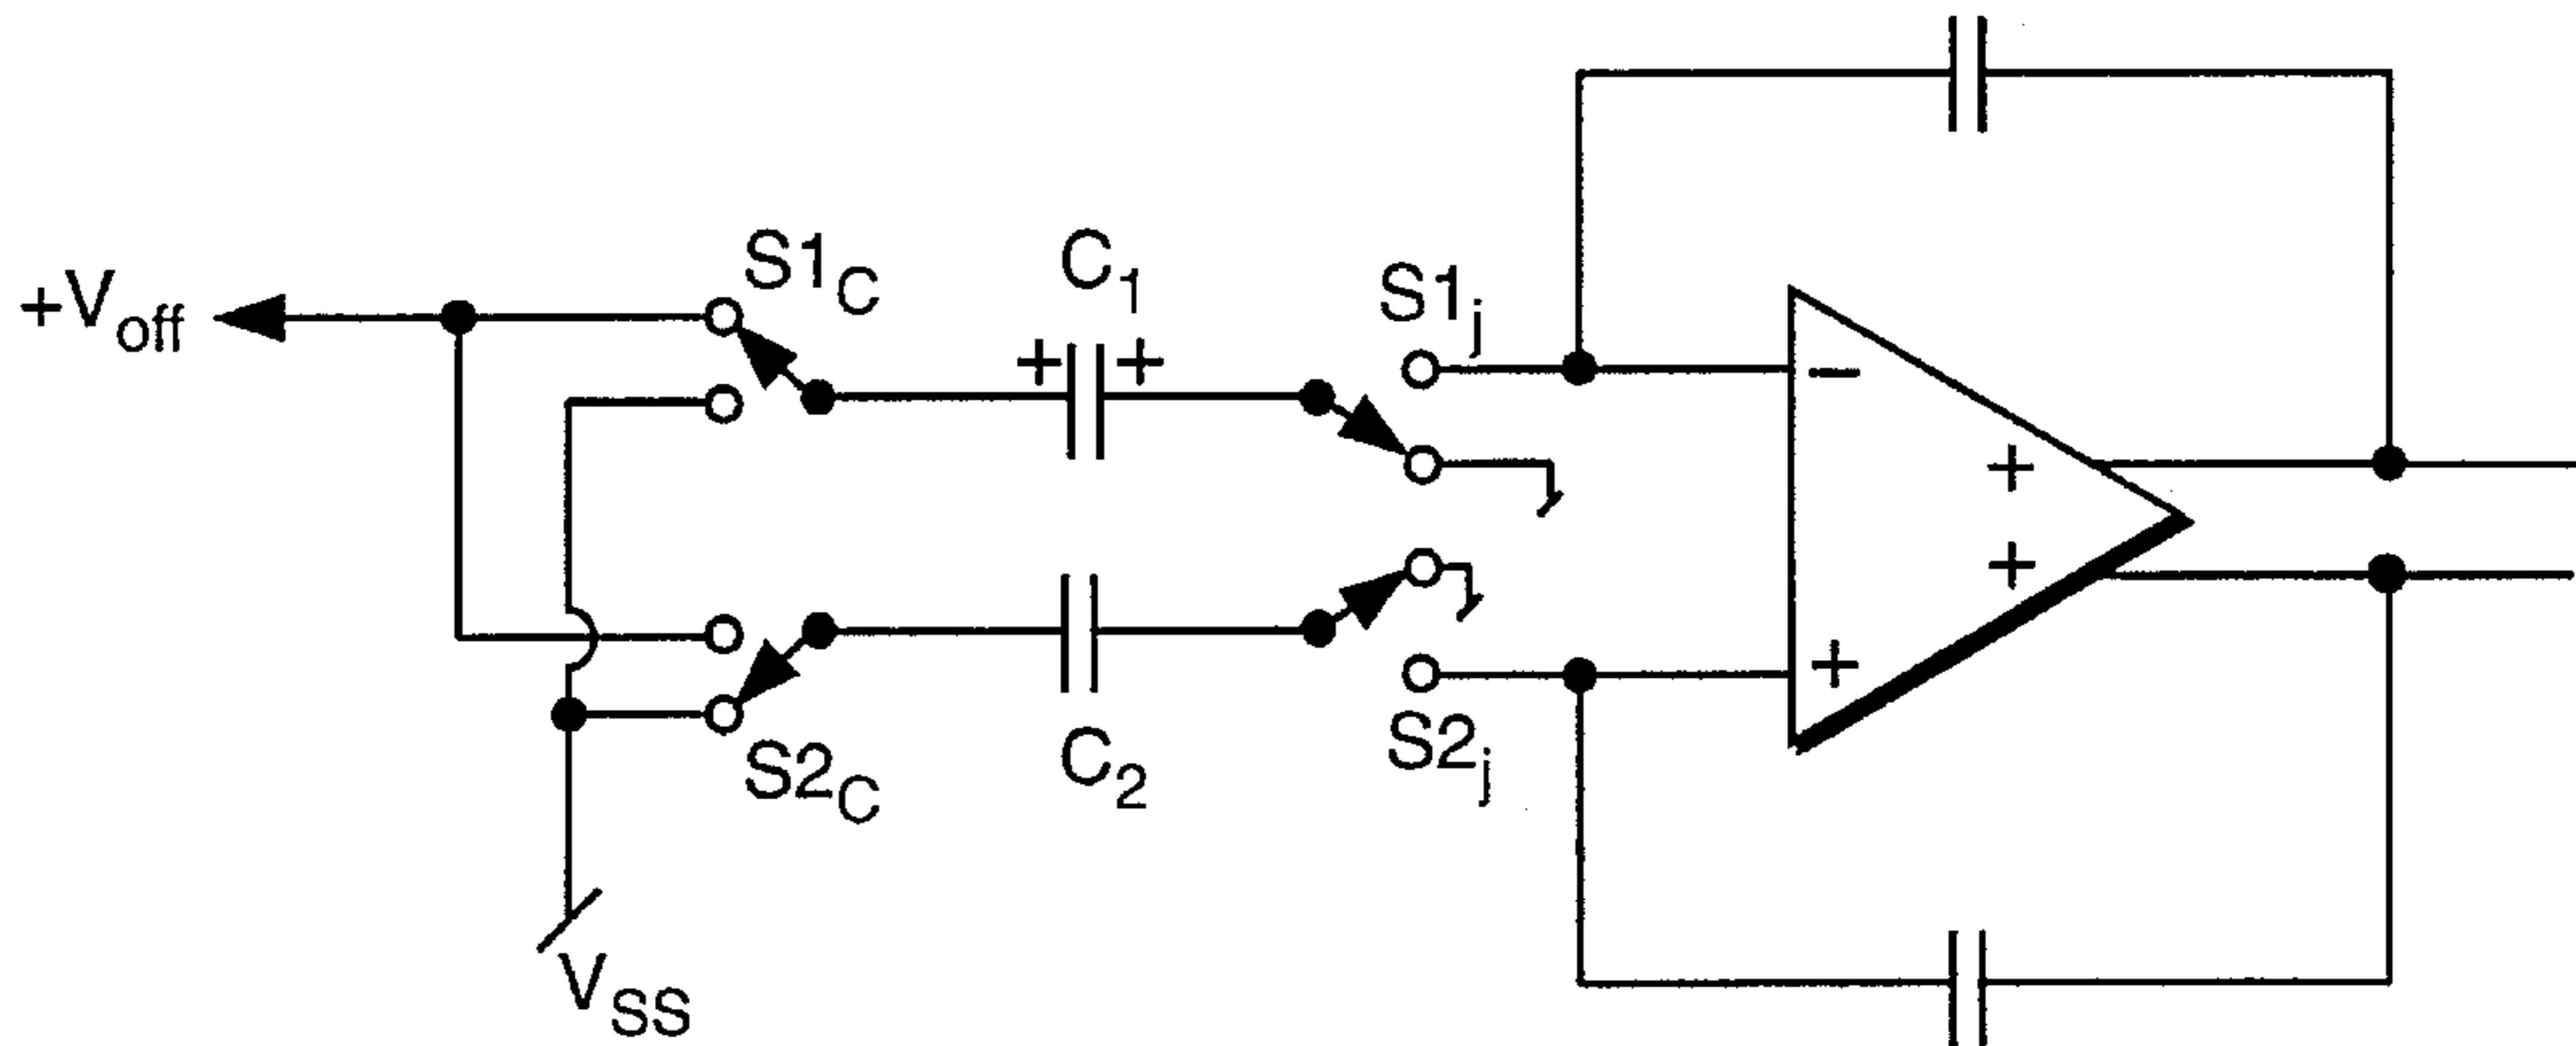 +Voff
S1C
C1
+ +
S1j
−
+
+
+
S2C
C2
S2j
VSS